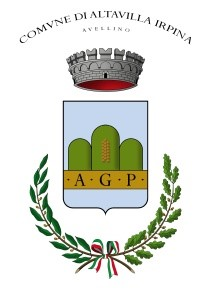 COMVNE DI ALTAVILLA IRPINA
AVELLINO
· A · G · P ·